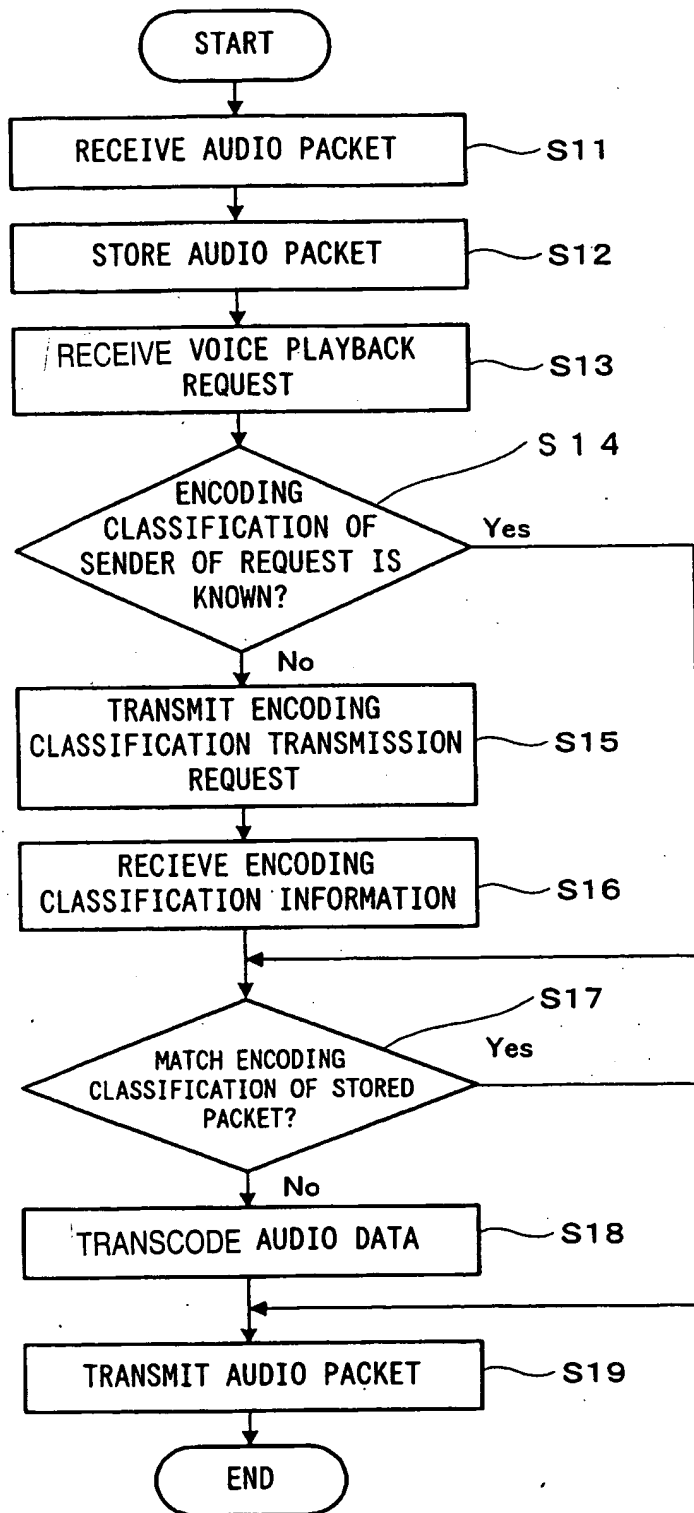 START
RECEIVE AUDIO PACKET
S11
STORE AUDIO PACKET
S12
RECEIVE VOICE PLAYBACK
REQUEST
S13
S 1 4
ENCODING
CLASSIFICATION OF
SENDER OF REQUEST IS
KNOWN?
Yes
No
TRANSMIT ENCODING
CLASSIFICATION TRANSMISSION
REQUEST
S15
RECIEVE ENCODING
CLASSIFICATION INFORMATION
S16
S17
MATCH ENCODING
CLASSIFICATION OF STORED
PACKET?
Yes
No
TRANSCODE AUDIO DATA
S18
TRANSMIT AUDIO PACKET
S19
END